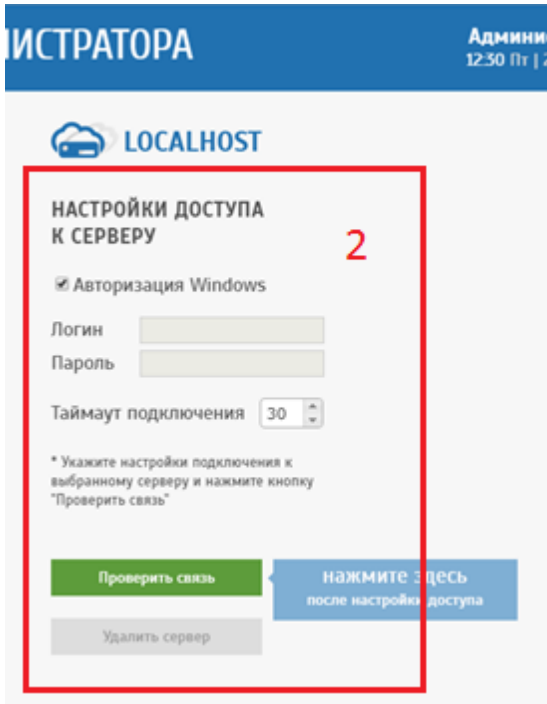 ИСТРАТОРА
Админи
12:30 Пт | 2
LOCALHOST
НАСТРОЙКИ ДОСТУПА
К СЕРВЕРУ
2
Авторизация Windows
Логин
Пароль
Таймаут подключения 30
* Укажите настройки подключения к
выбранному серверу и нажмите кнопку
"Проверить связь"
Проверить связь
нажмите здесь
после настройки доступа
Удалить сервер